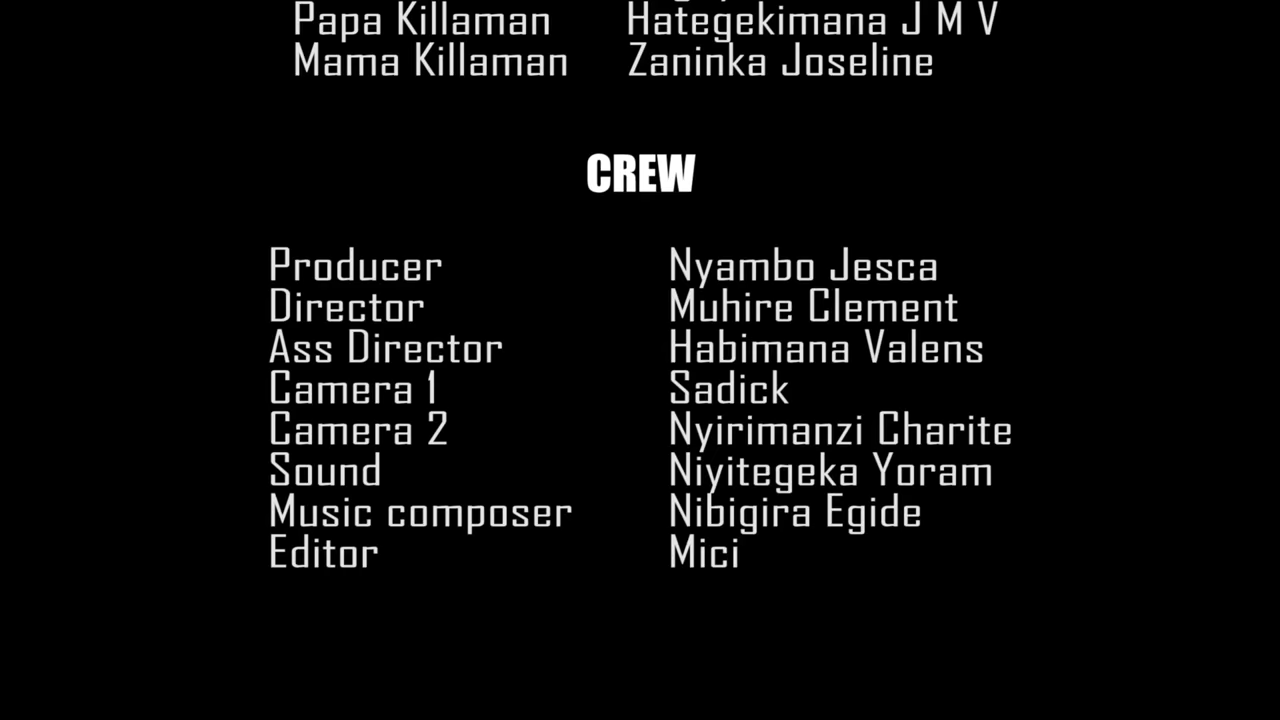 Papa Killaman Hategekimana J M V
Mama Killaman Zaninka Joseline
CREW
Producer Nyambo Jesca
Director Muhire Clement
Ass Director Habimana Valens
Camera 1 Sadick
Camera 2 Nyirimanzi Charite
Sound Niyitegeka Yoram
Music composer Nibigira Egide
Editor Mici